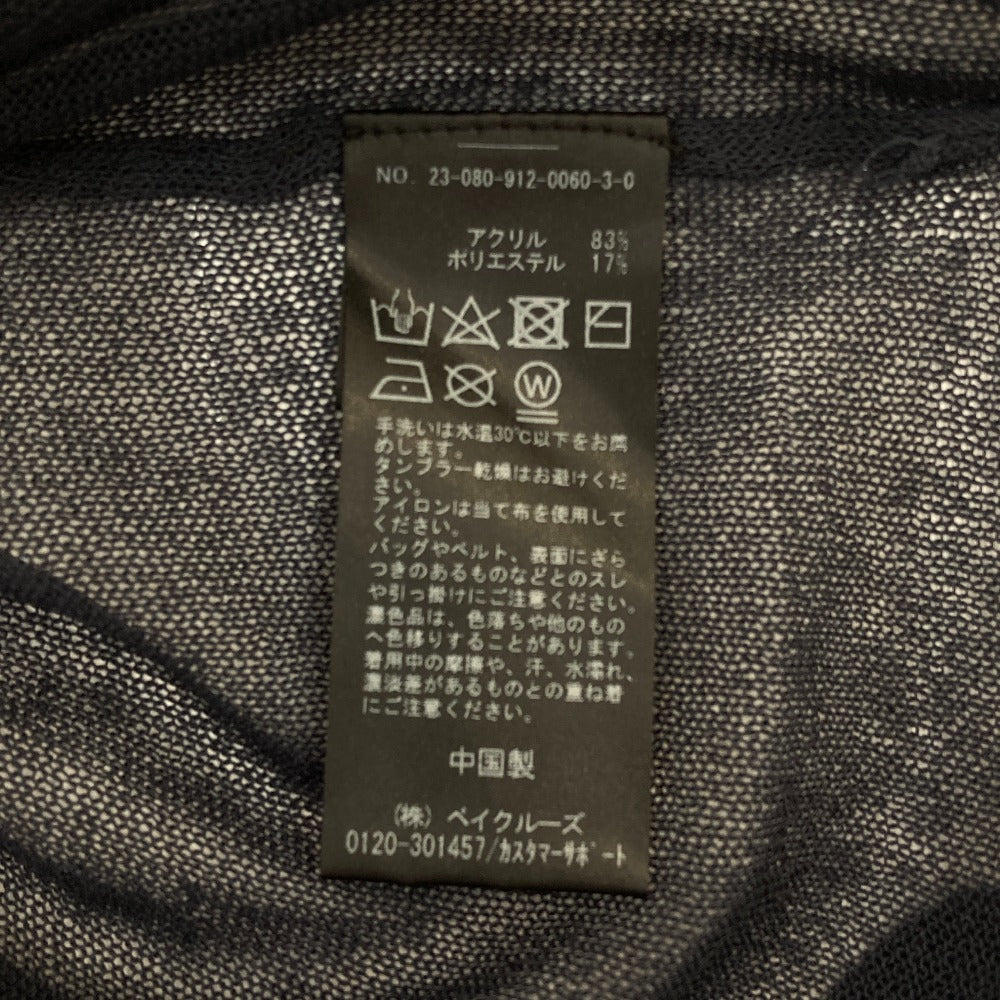 NO. 23-080-912-0060-3-0
アクリル 83%
ポリエステル 17%
W
手洗いは水温30℃以下をお薦
めします。
タンブラー乾燥はお避けくだ
さい。
アイロンは当て布を使用して
ください。
バッグやベルト、裏面にざら
つきのあるものなどとのスレ
や引っ掛けにご注意ください。
濃色品は、色落ちや他のもの
へ色移りすることがあります。
着用中の摩擦や、汗、水濡れ、
濃淡差があるものとの重ね着
にご注意ください。
中国製
(株) ベイクルーズ
0120-301457/カスタマーサポート